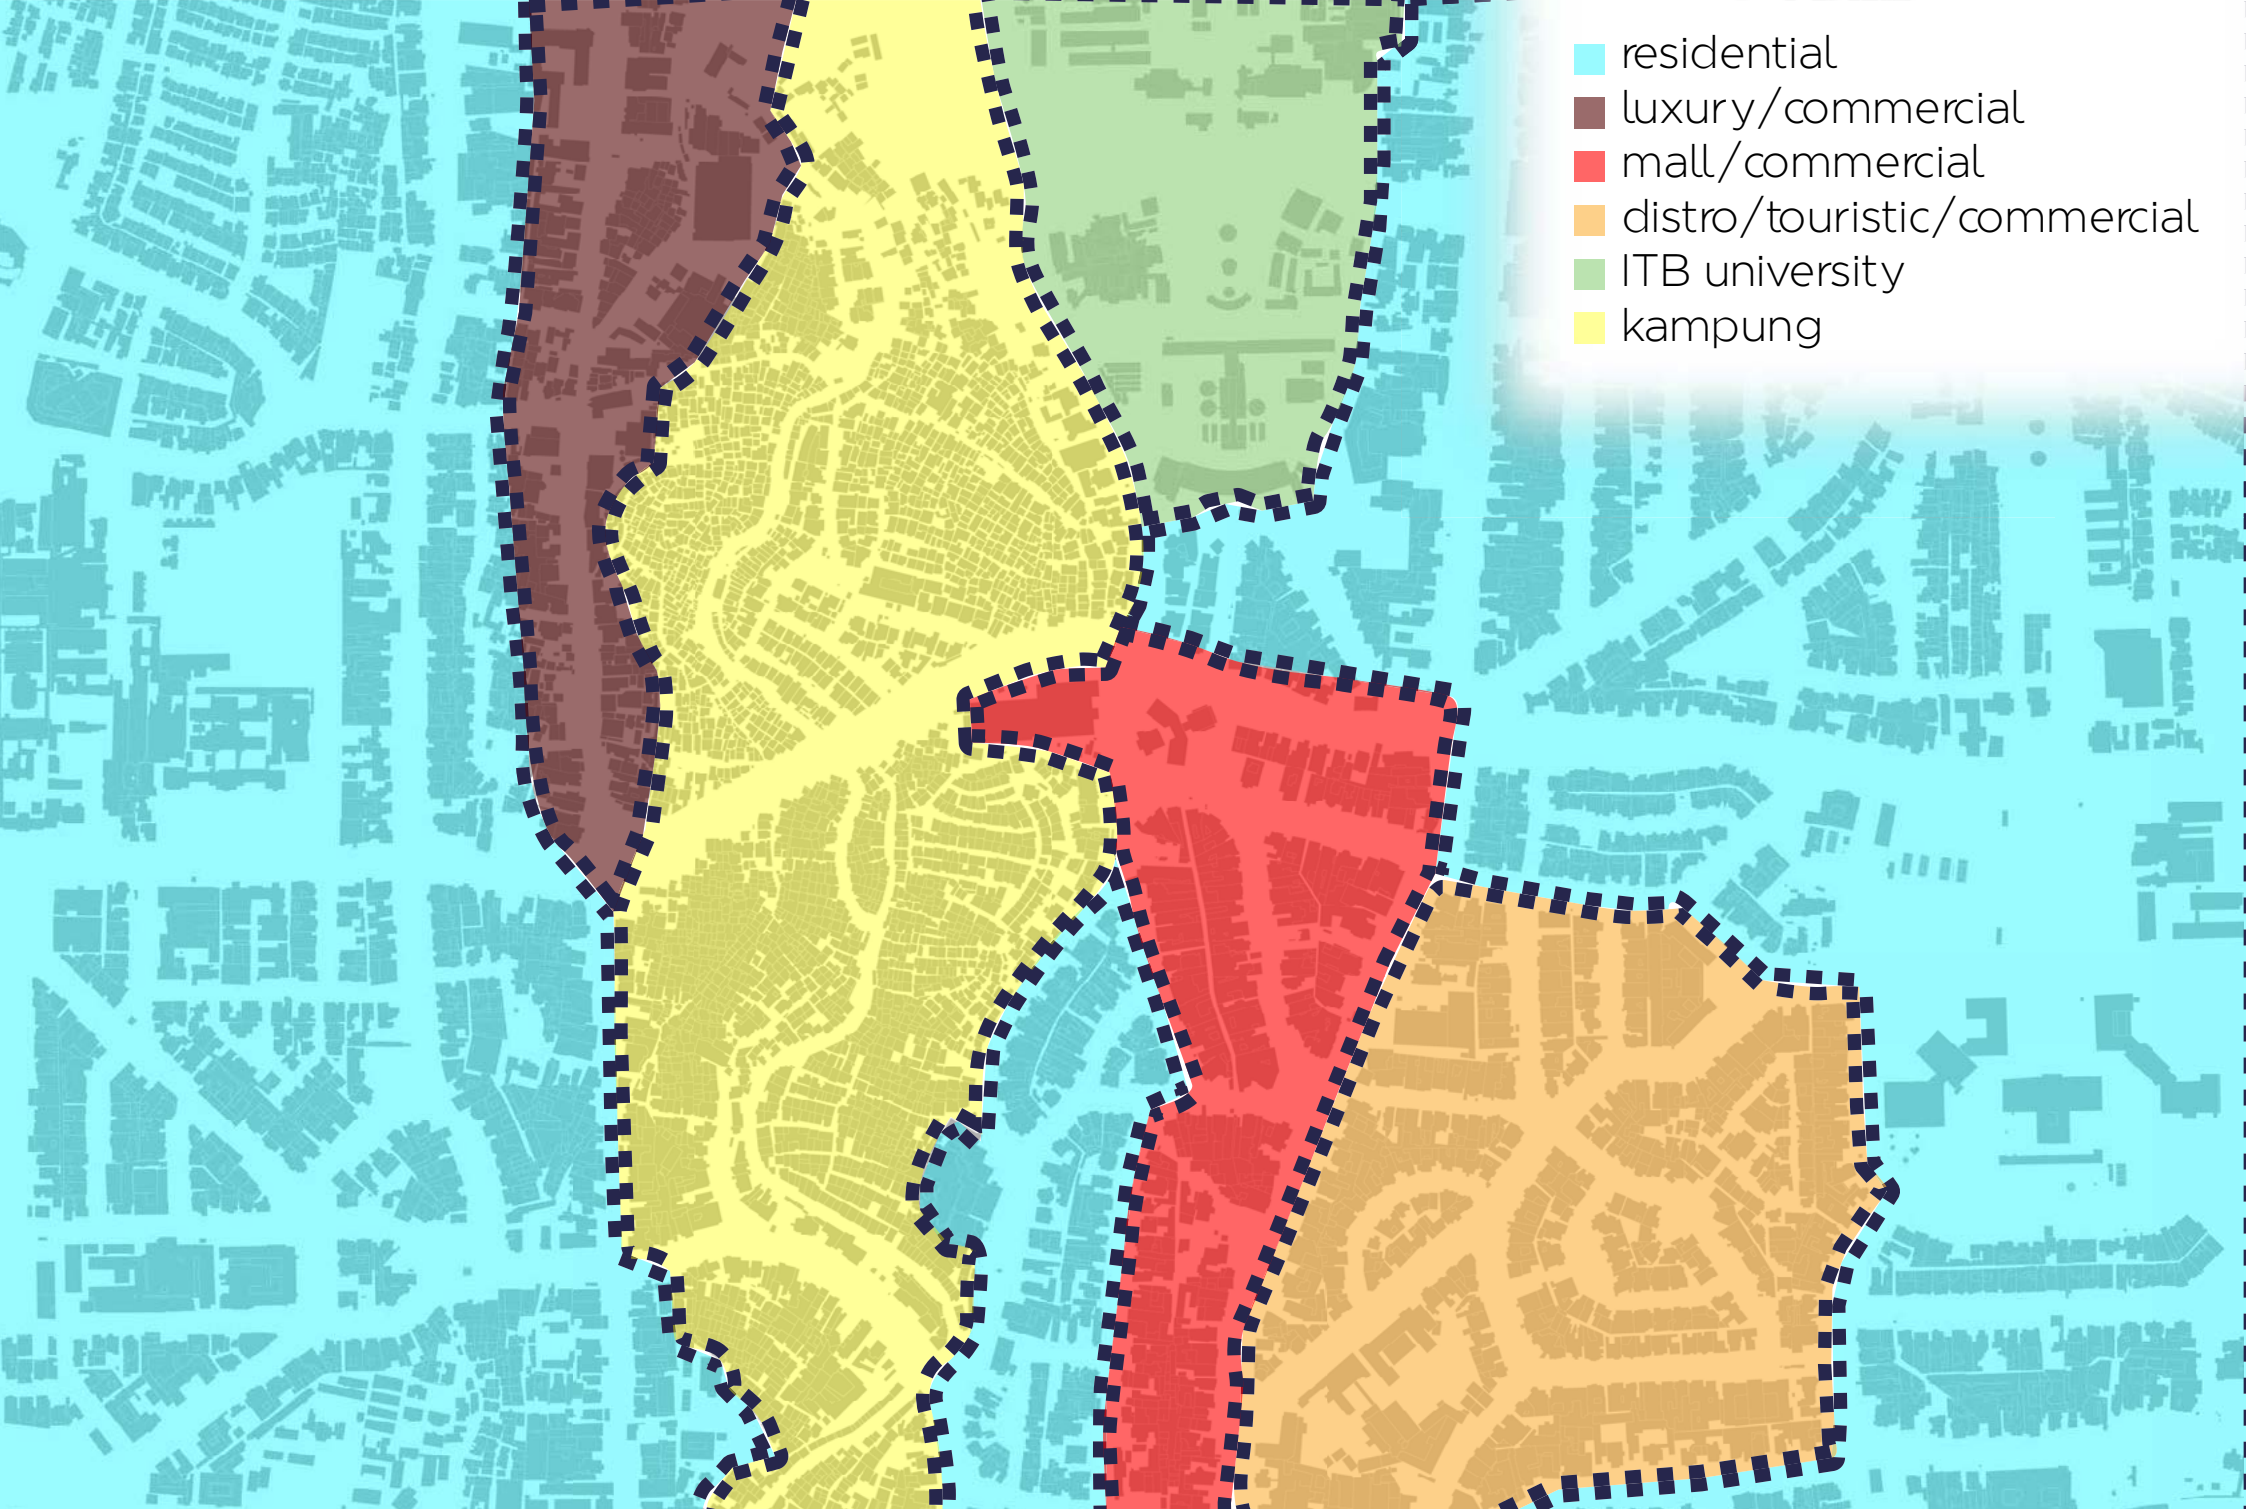 residential
luxury/commercial
mall/commercial
distro/touristic/commercial
ITB university
kampung